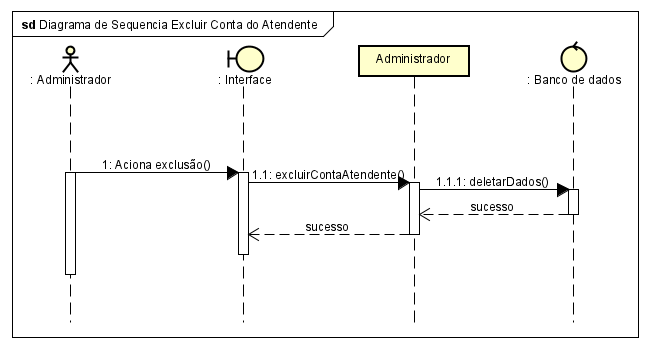 sd Diagrama de Sequencia Excluir Conta do Atendente
: Administrador
: Interface
Administrador
: Banco de dados
1: Aciona exclusão()
1.1: excluirContaAtendente()
1.1.1: deletarDados()
sucesso
sucesso